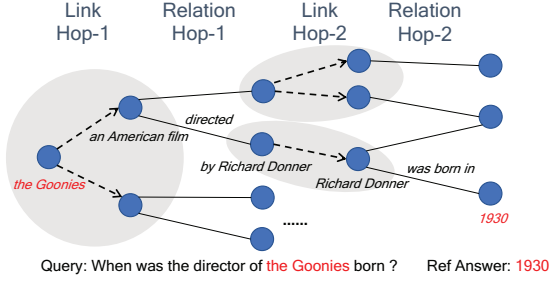 Link Hop-1
Relation Hop-1
Link Hop-2
Relation Hop-2
directed
an American film
by Richard Donner
the Goonies
Richard Donner
was born in
......
1930
Query: When was the director of the Goonies born ? Ref Answer: 1930